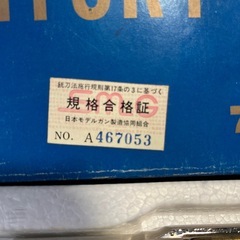 銃刀法施行規則第17条の3に基づく
SMG
規格合格証
日本モデルガン製造協同組合
NO. A467053